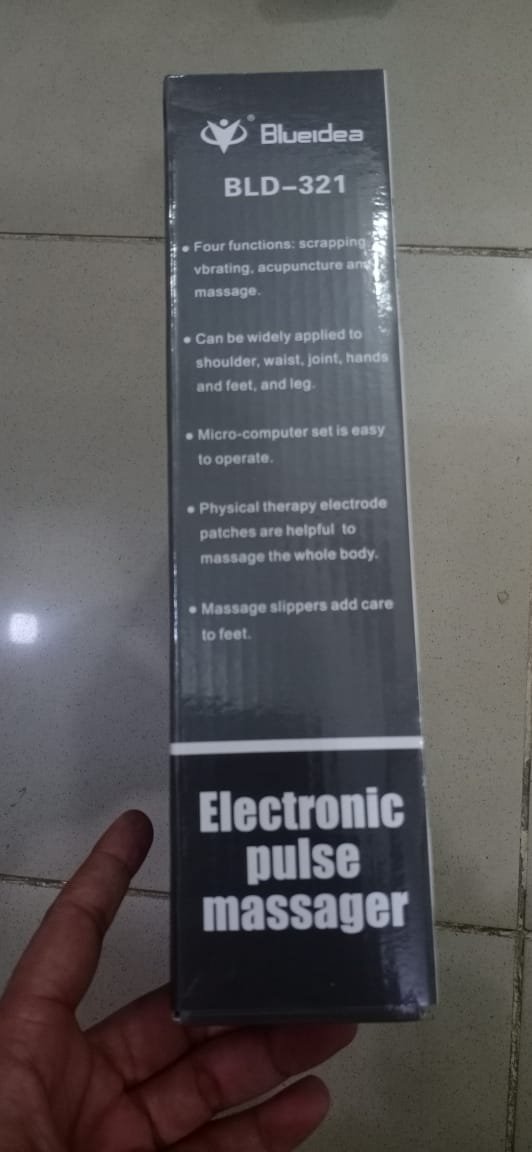 Blueidea
BLD-321
• Four functions: scrapping,
vbrating, acupuncture and
massage.
• Can be widely applied to
shoulder, waist, joint, hands
and feet, and leg.
• Micro-computer set is easy
to operate.
• Physical therapy electrode
patches are helpful to
massage the whole body.
• Massage slippers add care
to feet.
Electronic
pulse
massager